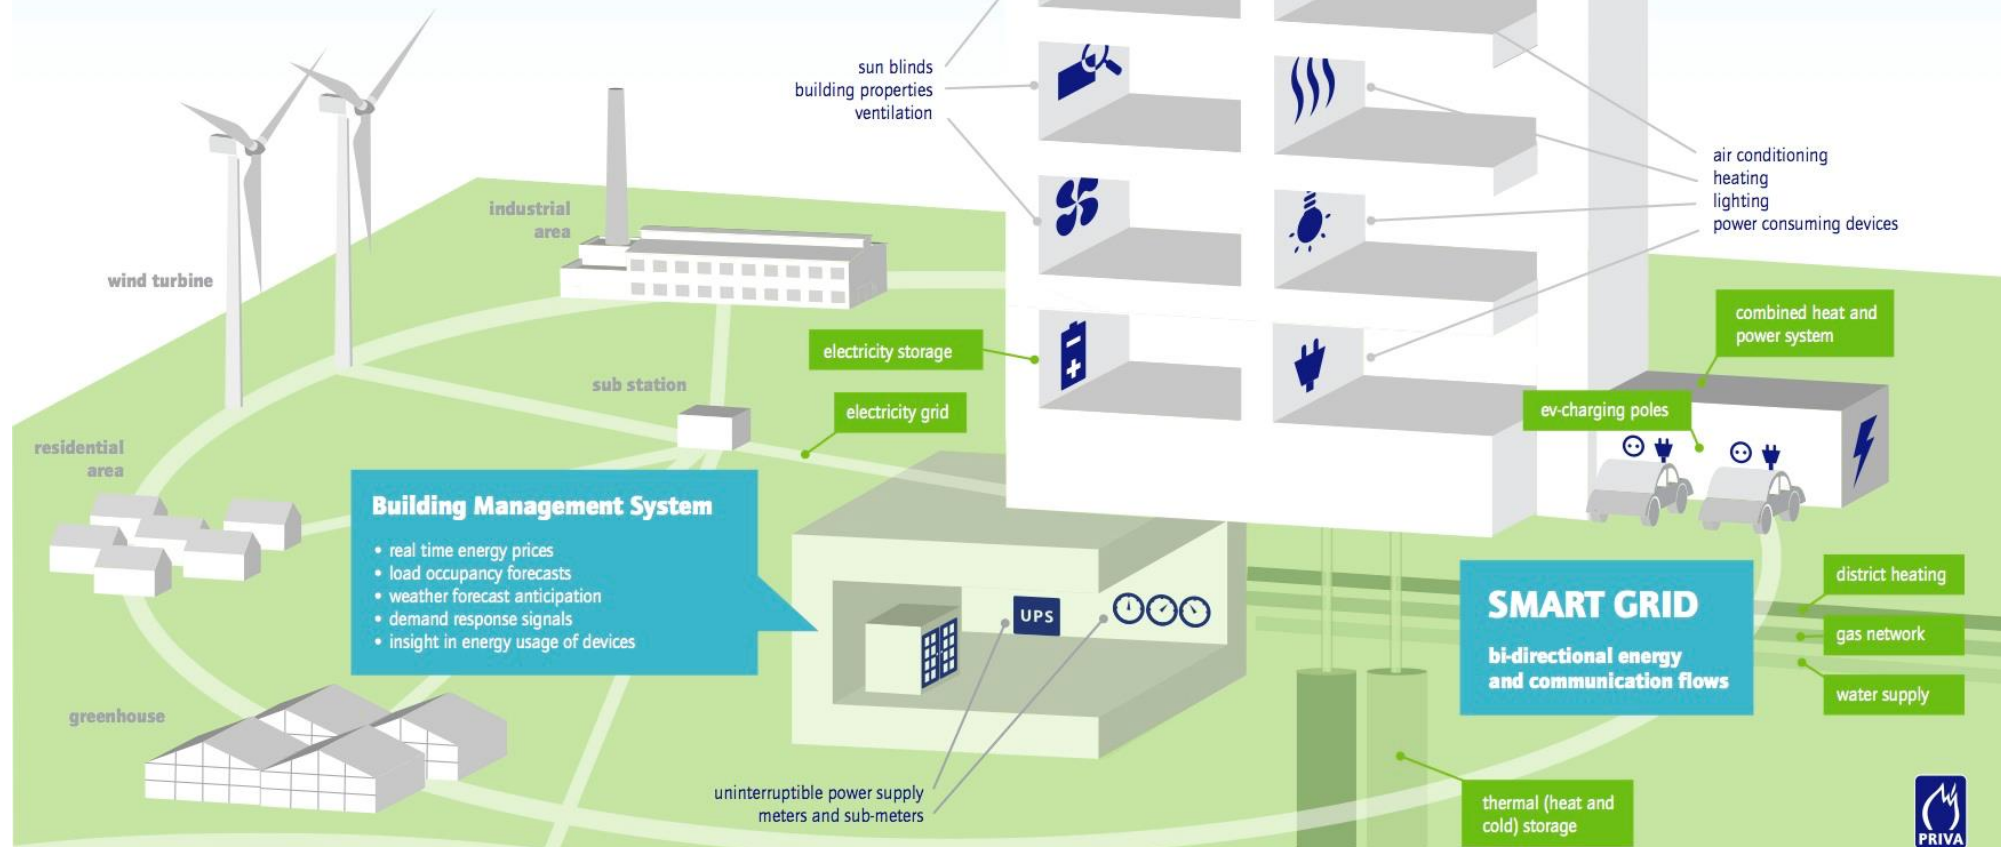 sun blinds
building properties
ventilation
air conditioning
heating
lighting
power consuming devices
industrial
area
wind turbine
combined heat and
power system
electricity storage
sub station
electricity grid
ev-charging poles
residential
area
Building Management System
• real time energy prices
• load occupancy forecasts
• weather forecast anticipation
• demand response signals
• insight in energy usage of devices
UPS
SMART GRID
bi-directional energy
and communication flows
district heating
gas network
water supply
greenhouse
uninterruptible power supply
meters and sub-meters
thermal (heat and
cold) storage
PRIVA